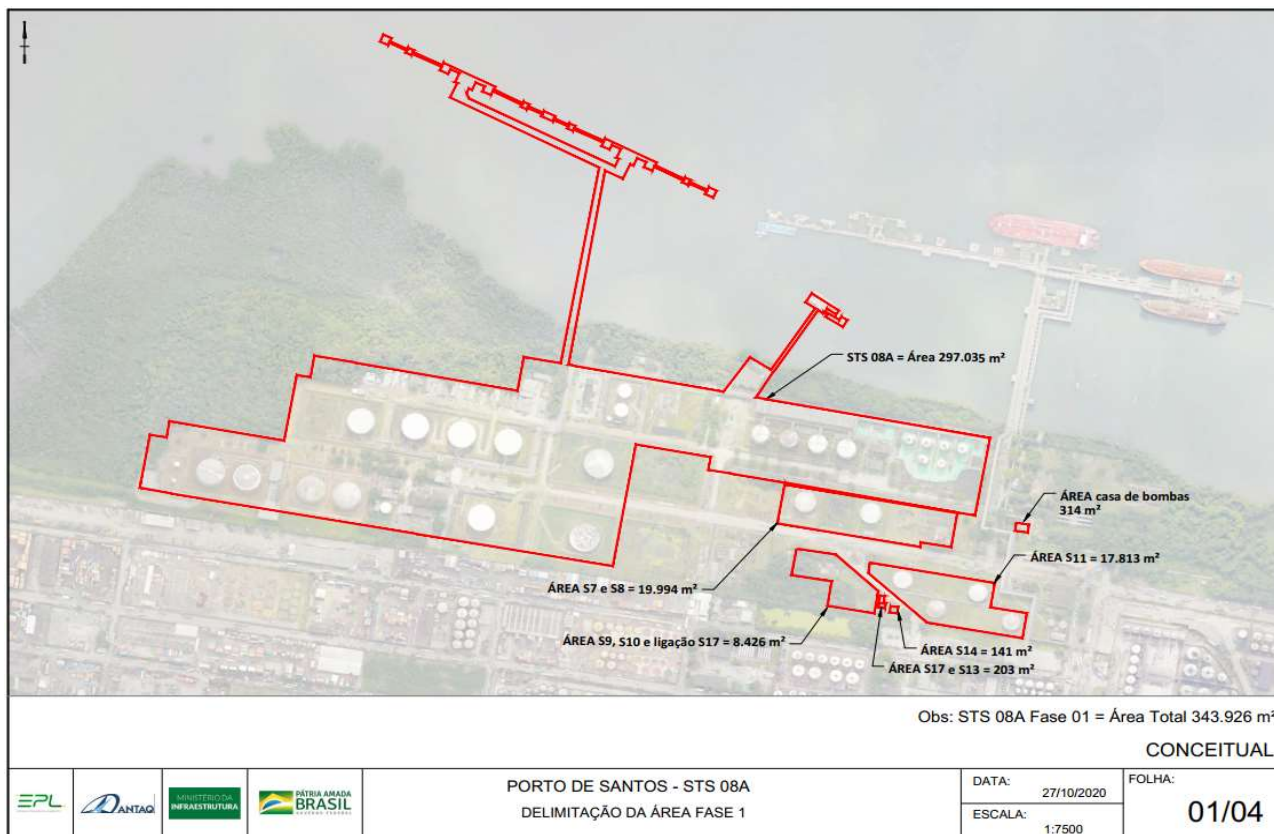 STS 08A = Área 297.035 m²
ÁREA casa de bombas
314 m²
ÁREA S11 = 17.813 m²
ÁREA S7 e S8 = 19.994 m²
ÁREA S9, S10 e ligação S17 = 8.426 m²
ÁREA S14 = 141 m²
ÁREA S17 e S13 = 203 m²
Obs: STS 08A Fase 01 = Área Total 343.926 m²
CONCEITUAL
EPL
ANTAQ
MINISTÉRIO DA
INFRAESTRUTURA
PÁTRIA AMADA
BRASIL
GOVERNO FEDERAL
PORTO DE SANTOS - STS 08A
DELIMITAÇÃO DA ÁREA FASE 1
DATA:
27/10/2020
ESCALA:
1:7500
FOLHA:
01/04